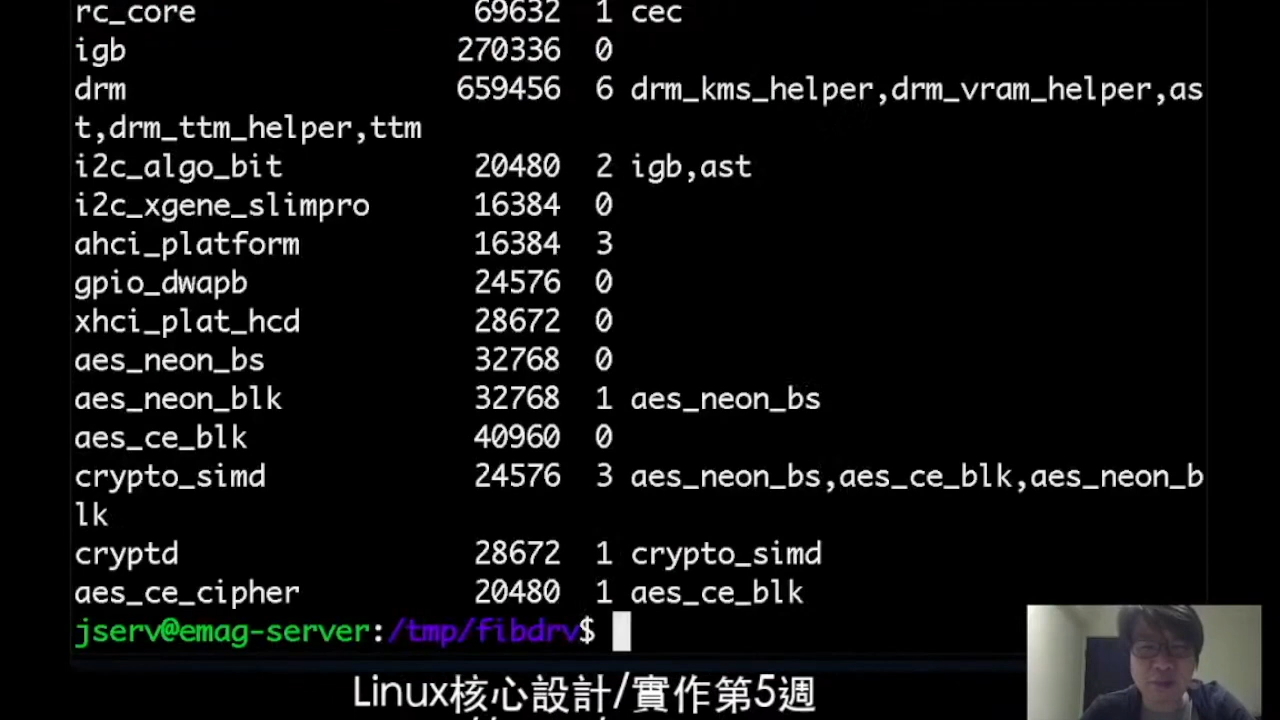 rc_core 69632 1 cec
igb 270336 0
drm 659456 6 drm_kms_helper,drm_vram_helper,as
t,drm_ttm_helper,ttm
i2c_algo_bit 20480 2 igb,ast
i2c_xgene_slimpro 16384 0
ahci_platform 16384 3
gpio_dwapb 24576 0
xhci_plat_hcd 28672 0
aes_neon_bs 32768 0
aes_neon_blk 32768 1 aes_neon_bs
aes_ce_blk 40960 0
crypto_simd 24576 3 aes_neon_bs,aes_ce_blk,aes_neon_b
lk
cryptd 28672 1 crypto_simd
aes_ce_cipher 20480 1 aes_ce_blk
jserv@emag-server:/tmp/fibdrv$
Linux核心設計/實作第5週